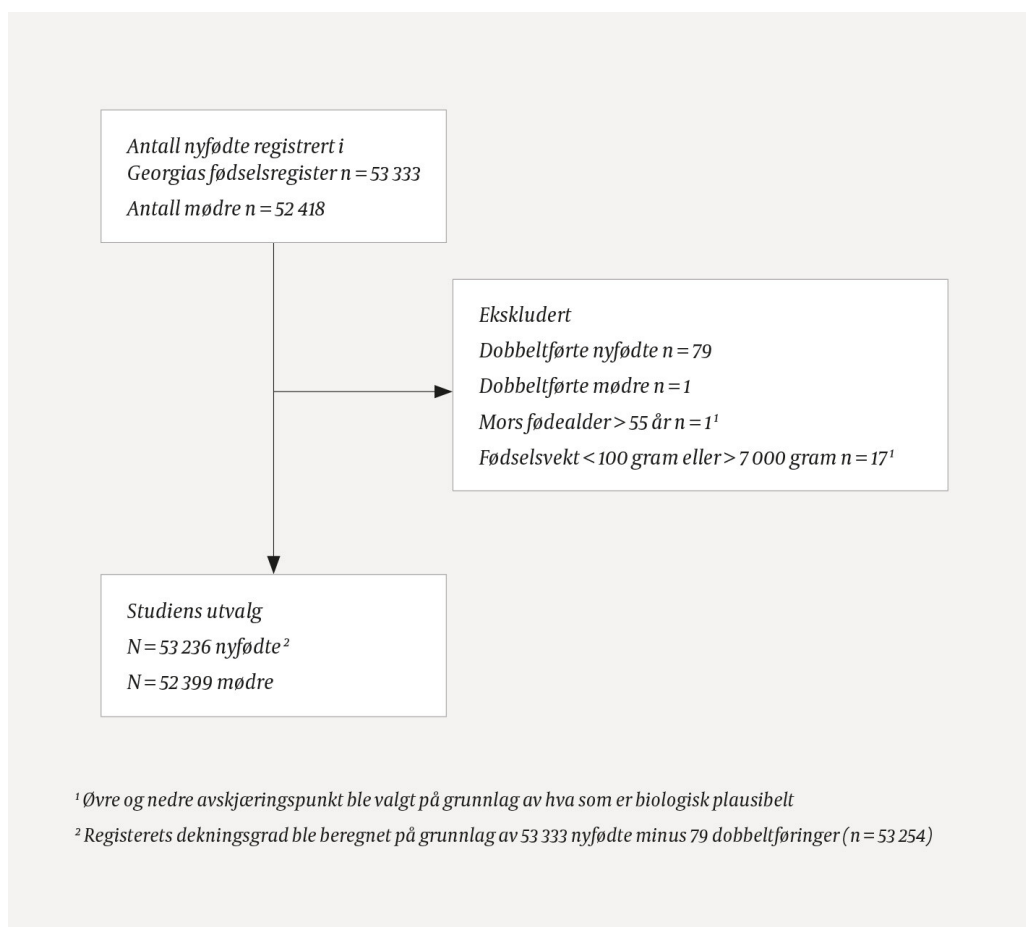 Antall nyfødte registrert i
Georgias fødselsregister n = 53 333
Antall mødre n = 52 418
Ekskludert
Dobbeltførte nyfødte n = 79
Dobbeltførte mødre n = 1
Mors fødealder > 55 år n = 1¹
Fødselsvekt < 100 gram eller > 7 000 gram n = 17¹
Studiens utvalg
N = 53 236 nyfødte²
N = 52 399 mødre
¹ Øvre og nedre avskjæringspunkt ble valgt på grunnlag av hva som er biologisk plausibelt
² Registerets dekningsgrad ble beregnet på grunnlag av 53 333 nyfødte minus 79 dobbeltføringer (n = 53 254)